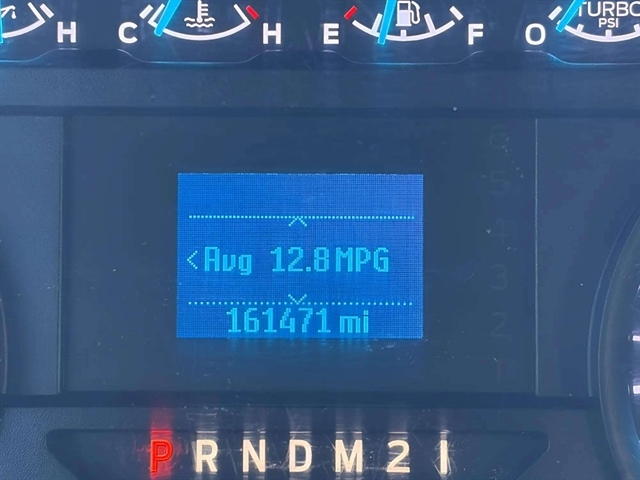 H C H E F O TURBO
PSI
<Avg 12.8 MPG
161471 mi
P R N D M 2 1